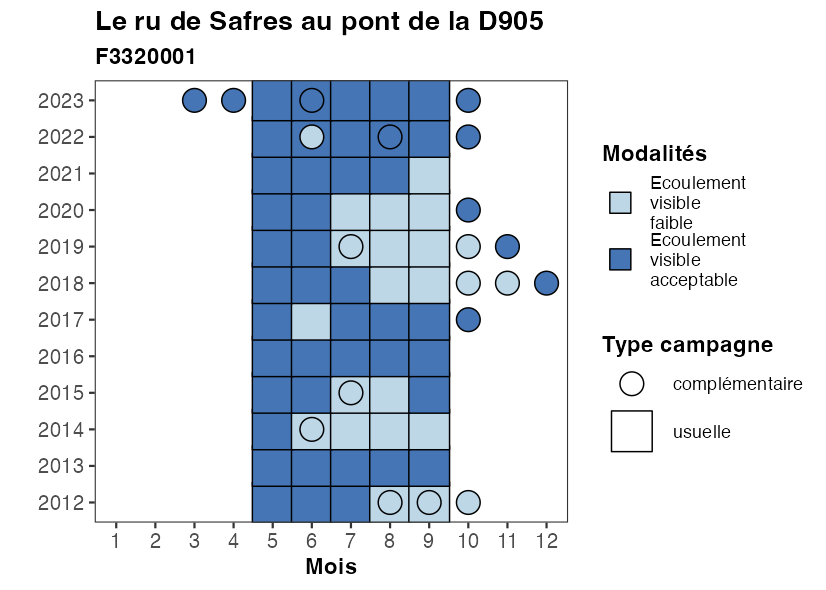 Le ru de Safres au pont de la D905
F3320001
2023
2022
2021
2020
2019
2018
2017
2016
2015
2014
2013
2012
1 2 3 4 5 6 7 8 9 10 11 12
Mois
Modalités
Ecoulement
visible
faible
Ecoulement
visible
acceptable
Type campagne
complémentaire
usuelle